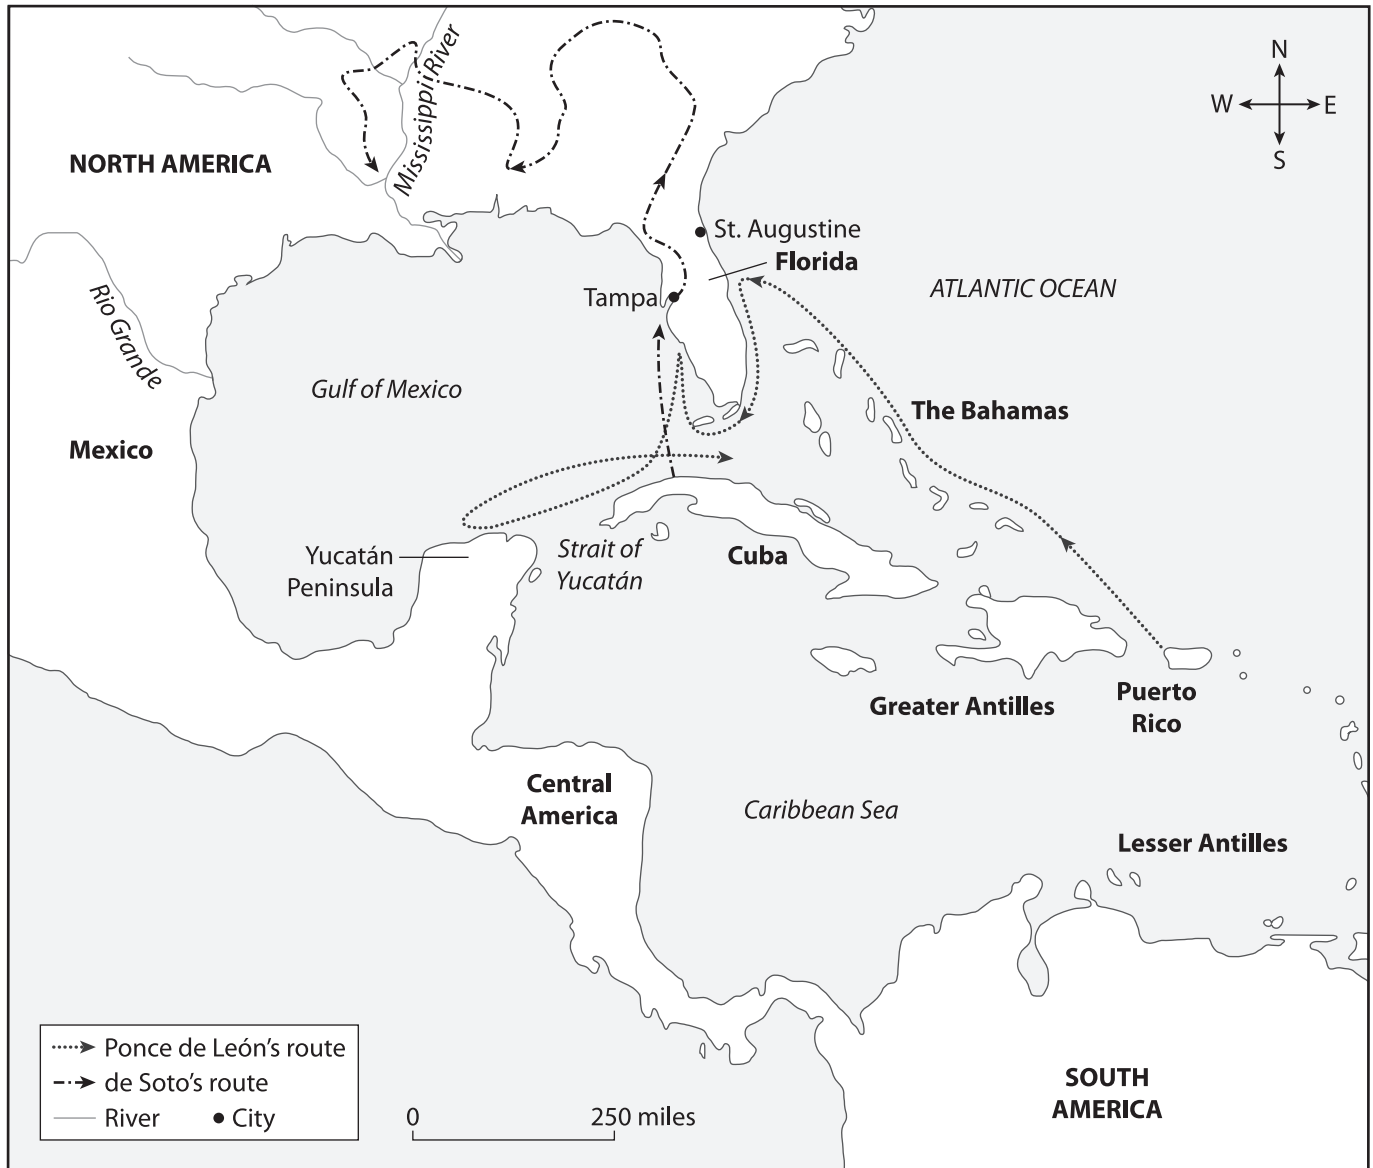 N
W E
S
Mississippi River
NORTH AMERICA
St. Augustine
Florida
ATLANTIC OCEAN
Tampa
Rio Grande
Gulf of Mexico
The Bahamas
Mexico
Yucatán
Peninsula
Strait of
Yucatán
Cuba
Greater Antilles
Puerto
Rico
Central
America
Caribbean Sea
Lesser Antilles
SOUTH
AMERICA
Ponce de León's route
de Soto's route
River City
0 250 miles